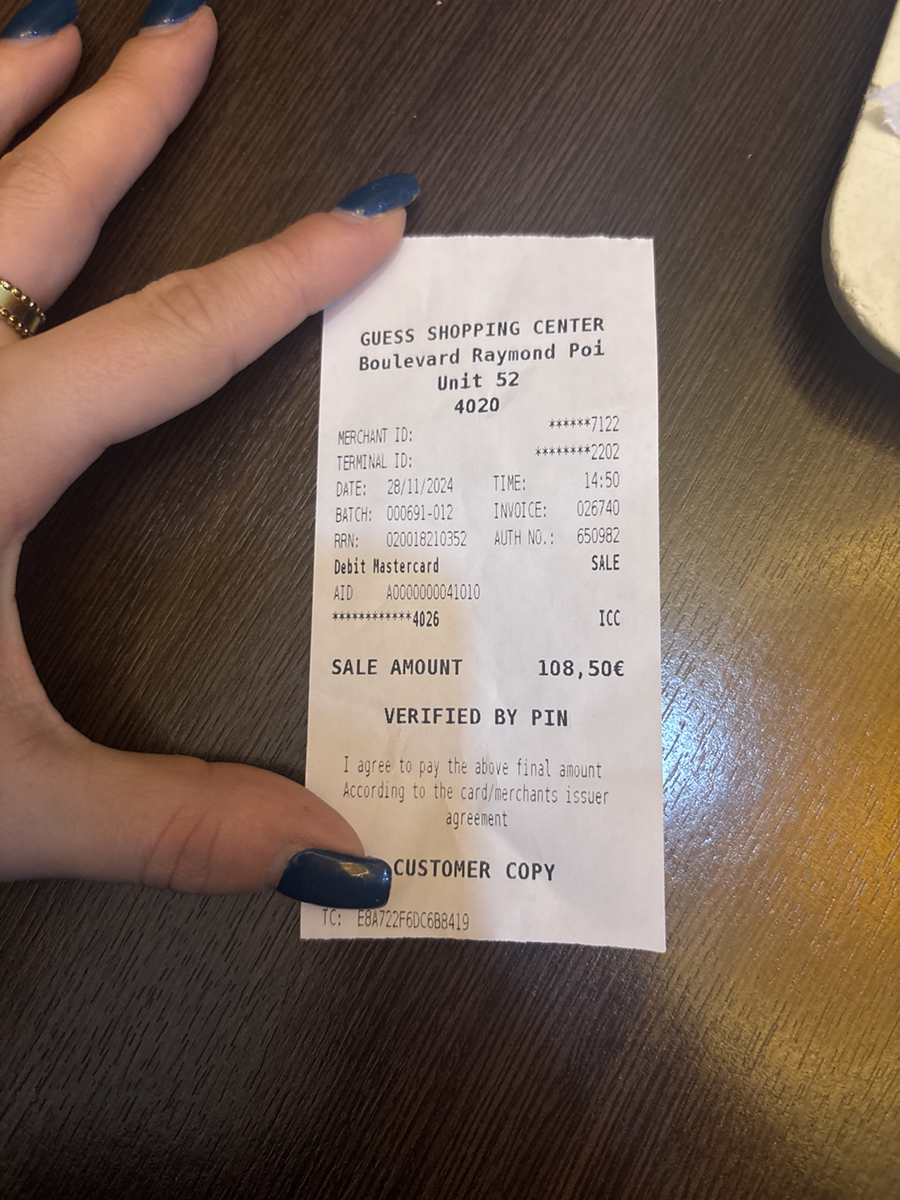 GUESS SHOPPING CENTER
Boulevard Raymond Poi
Unit 52
4020
MERCHANT ID: ******7122
TERMINAL ID: ********2202
DATE: 28/11/2024 TIME: 14:50
BATCH: 000691-012 INVOICE: 026740
RRN: 020018210352 AUTH NO.: 650982
Debit Mastercard SALE
AID A0000000041010
************4026 ICC
SALE AMOUNT 108,50€
VERIFIED BY PIN
I agree to pay the above final amount
According to the card/merchants issuer
agreement
CUSTOMER COPY
TC: E8A722F6DC6B8419